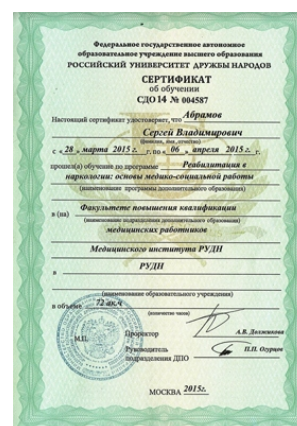 Федеральное государственное автономное
образовательное учреждение высшего образования
РОССИЙСКИЙ УНИВЕРСИТЕТ ДРУЖБЫ НАРОДОВ
СЕРТИФИКАТ
об обучении
СДО 14 № 004587
Настоящий сертификат удостоверяет, что Абрамов
Сергей Владимирович
(фамилия, имя, отчество)
с «28» марта 2015 г. г. по «06» апреля 2015 г. г.
прошел(а) обучение по программе Реабилитация в
наркологии: основы медико-социальной работы
(наименование программы дополнительного образования)
в (на) Факультете повышения квалификации
(наименование подразделения дополнительного образования)
медицинских работников
Медицинского института РУДН
в РУДН
(наименование образовательного учреждения)
в объеме 72 ак.ч
(количество часов)
Проректор А.В. Должикова
М.П.
Руководитель П.П. Огурцов
подразделения ДПО
МОСКВА 2015г.